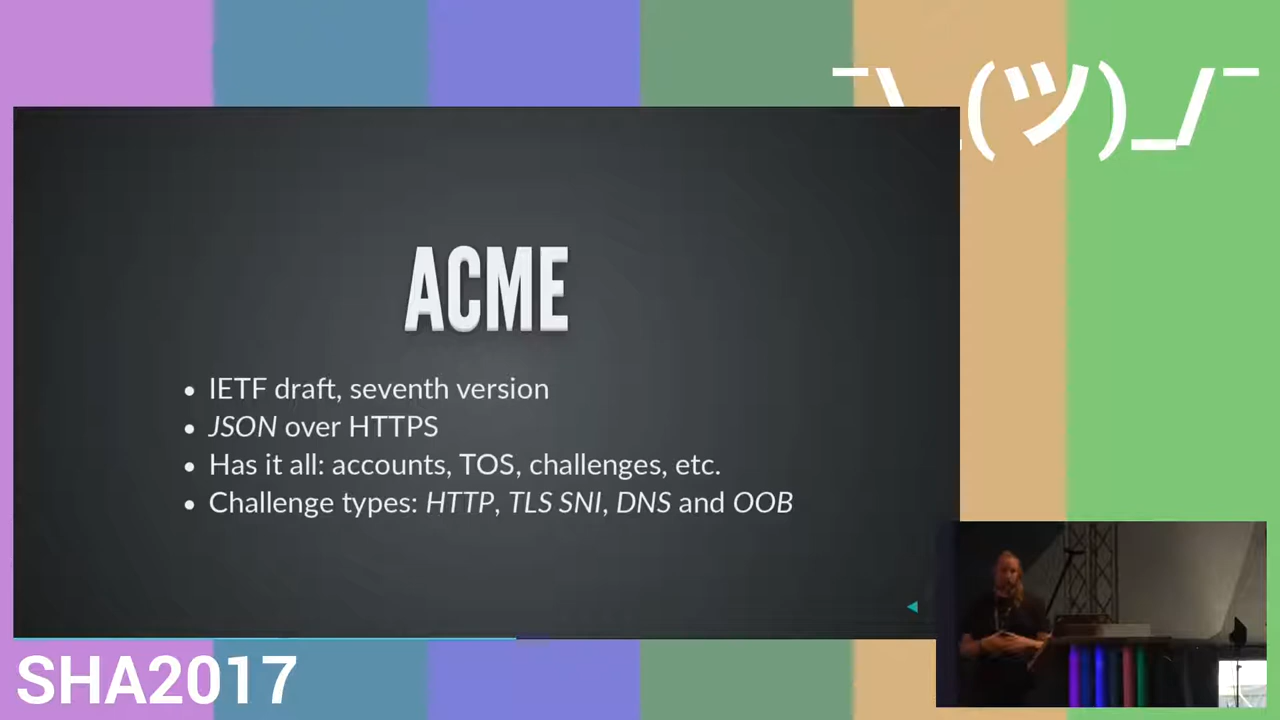 ¯\_(ツ)_/¯
ACME
IETF draft, seventh version
JSON over HTTPS
Has it all: accounts, TOS, challenges, etc.
Challenge types: HTTP, TLS SNI, DNS and OOB
SHA2017